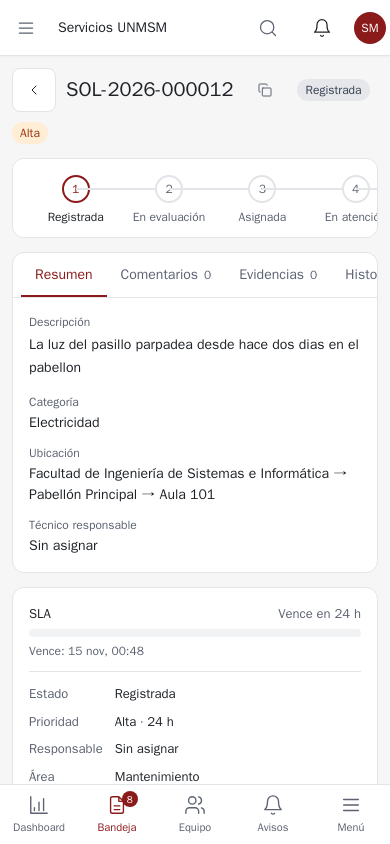 Servicios UNMSM
SM
SOL-2026-000012
Registrada
Alta
1
2
3
4
Registrada
En evaluación
Asignada
En atenció
Resumen
Comentarios 0
Evidencias 0
Histo
Descripción
La luz del pasillo parpadea desde hace dos dias en el
pabellon
Categoría
Electricidad
Ubicación
Facultad de Ingeniería de Sistemas e Informática →
Pabellón Principal → Aula 101
Técnico responsable
Sin asignar
SLA
Vence en 24 h
Vence: 15 nov, 00:48
Estado Registrada
Prioridad Alta · 24 h
Responsable Sin asignar
Área Mantenimiento
8
Dashboard
Bandeja
Equipo
Avisos
Menú